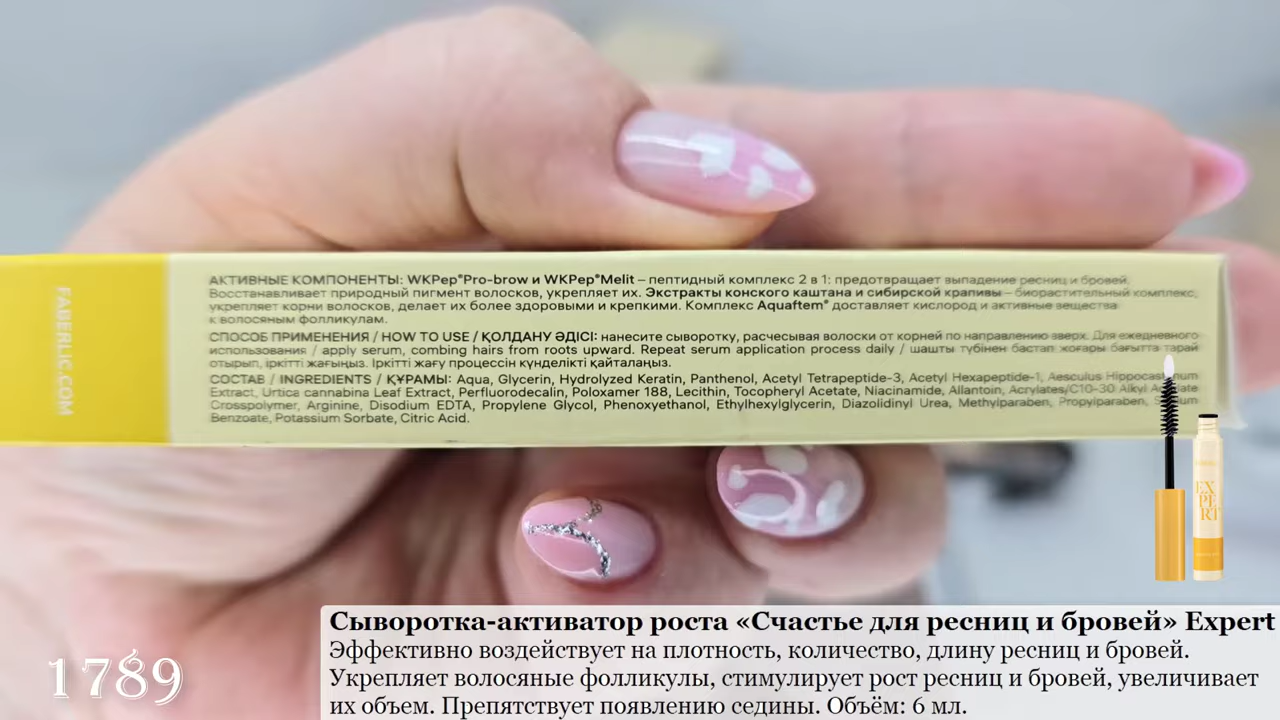 FABERLIC.COM
АКТИВНЫЕ КОМПОНЕНТЫ: WKPep®Pro-brow и WKPep®Melit – пептидный комплекс 2 в 1: предотвращает выпадение ресниц и бровей.
Восстанавливает природный пигмент волосков, укрепляет их. Экстракты конского каштана и сибирской крапивы – биорастительный комплекс,
укрепляет корни волосков, делает их более здоровыми и крепкими. Комплекс Aquaftem® доставляет кислород и активные вещества
к волосяным фолликулам.
СПОСОБ ПРИМЕНЕНИЯ / HOW TO USE / ҚОЛДАНУ ӘДІСІ: нанесите сыворотку, расчесывая волоски от корней по направлению вверх. Для ежедневного
использования / apply serum, combing hairs from roots upward. Repeat serum application process daily / шашты түбінен бастап жоғары бағытта тарай
отырып, іркітті жағыңыз. Іркітті жағу процессін күнделікті қайталаңыз.
СОСТАВ / INGREDIENTS / ҚҰРАМЫ: Aqua, Glycerin, Hydrolyzed Keratin, Panthenol, Acetyl Tetrapeptide-3, Acetyl Hexapeptide-1, Aesculus Hippocastanum
Extract, Urtica cannabina Leaf Extract, Perfluorodecalin, Poloxamer 188, Lecithin, Tocopheryl Acetate, Niacinamide, Allantoin, Acrylates/C10-30 Alkyl Acrylate
Crosspolymer, Arginine, Disodium EDTA, Propylene Glycol, Phenoxyethanol, Ethylhexylglycerin, Diazolidinyl Urea, Methylparaben, Propylparaben,
Benzoate, Potassium Sorbate, Citric Acid.
EX
PE
RT
Сыворотка-активатор роста «Счастье для ресниц и бровей» Expert
Эффективно воздействует на плотность, количество, длину ресниц и бровей.
Укрепляет волосяные фолликулы, стимулирует рост ресниц и бровей, увеличивает
их объем. Препятствует появлению седины. Объём: 6 мл.
1789